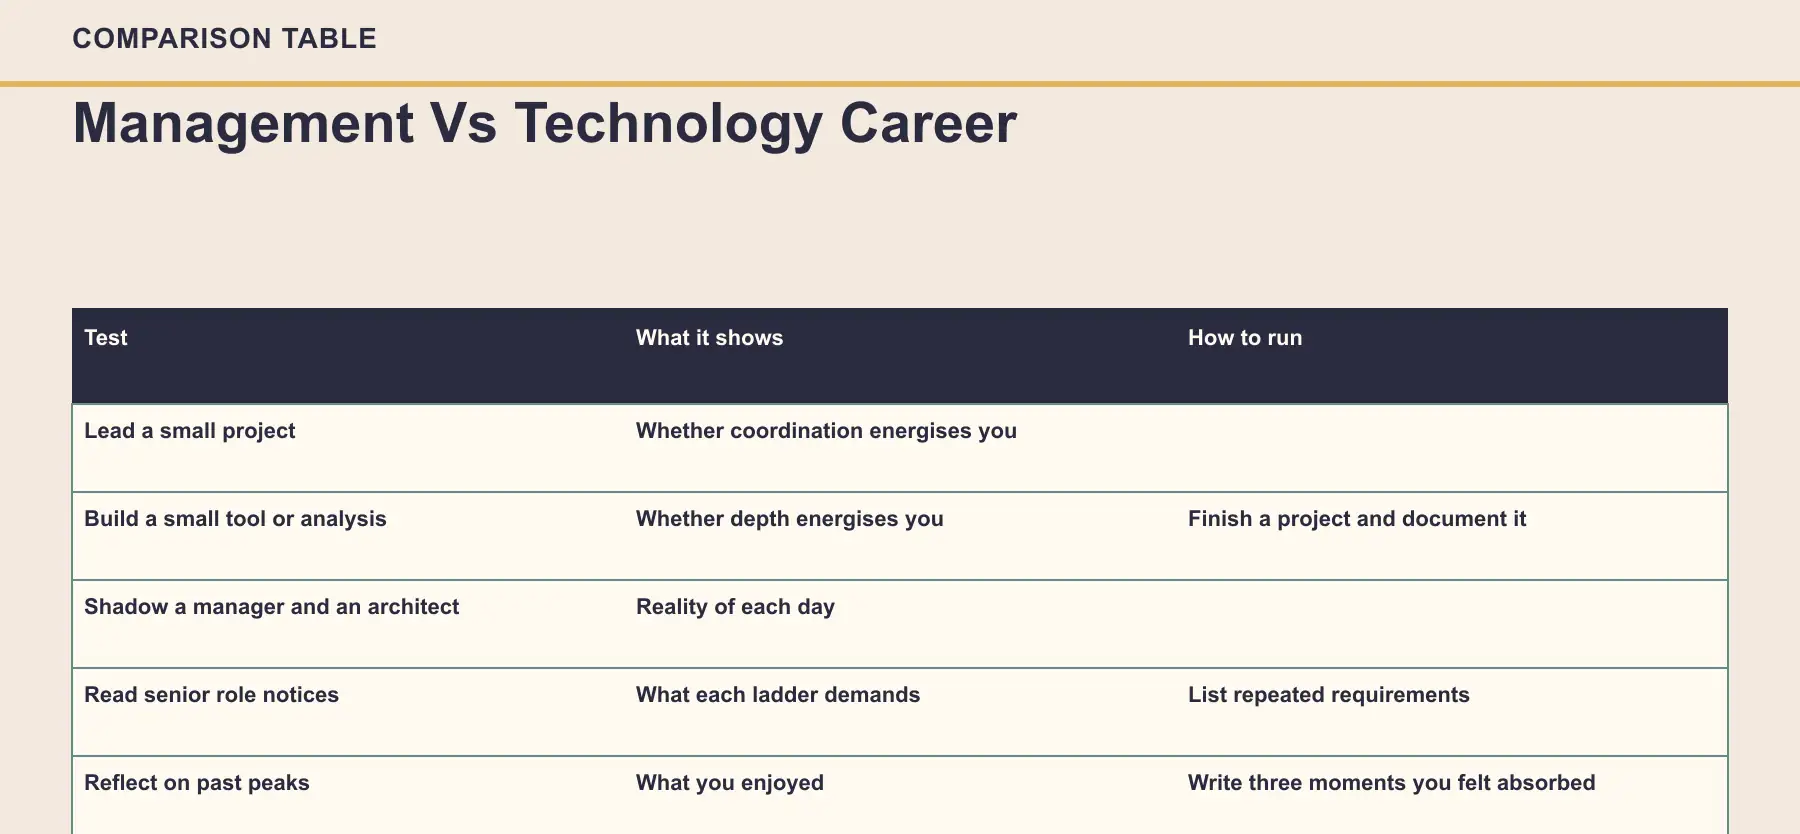 COMPARISON TABLE
Management Vs Technology Career
Test What it shows How to run
Lead a small project Whether coordination energises you
Build a small tool or analysis Whether depth energises you Finish a project and document it
Shadow a manager and an architect Reality of each day
Read senior role notices What each ladder demands List repeated requirements
Reflect on past peaks What you enjoyed Write three moments you felt absorbed